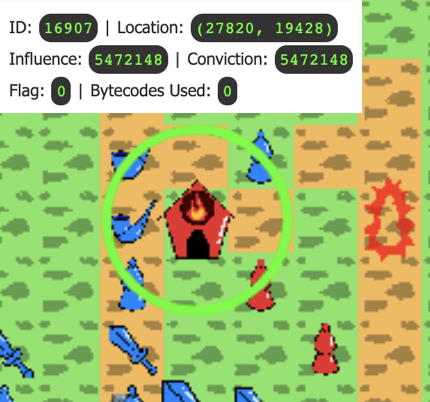 ID: 16907 | Location: (27820, 19428)
Influence: 5472148 | Conviction: 5472148
Flag: 0 | Bytecodes Used: 0